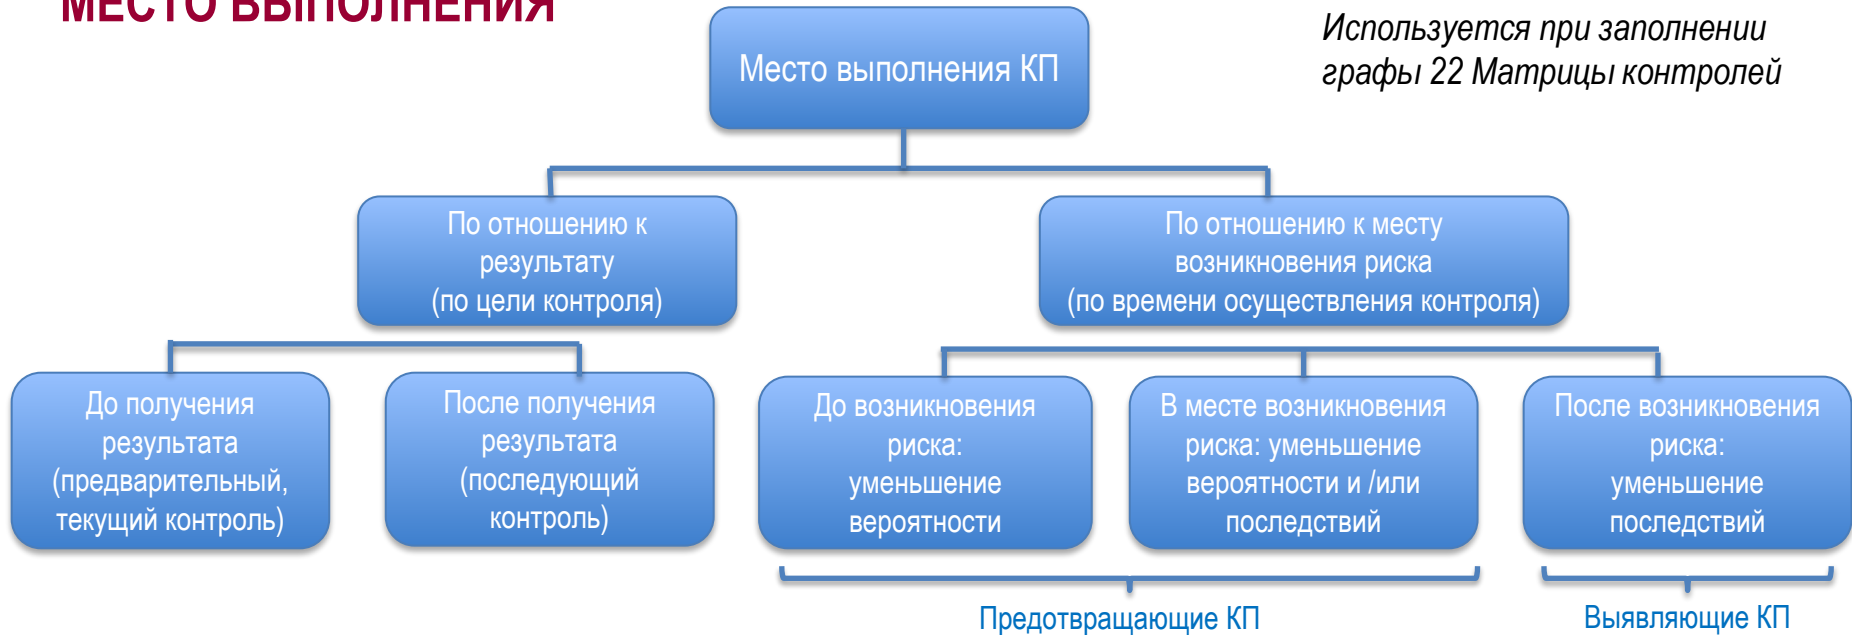 МЕСТО ВЫПОЛНЕНИЯ
Используется при заполнении
графы 22 Матрицы контролей
Место выполнения КП
По отношению к
результату
(по цели контроля)
По отношению к месту
возникновения риска
(по времени осуществления контроля)
До получения
результата
(предварительный,
текущий контроль)
После получения
результата
(последующий
контроль)
До возникновения
риска:
уменьшение
вероятности
В месте возникновения
риска: уменьшение
вероятности и /или
последствий
После возникновения
риска:
уменьшение
последствий
Предотвращающие КП
Выявляющие КП